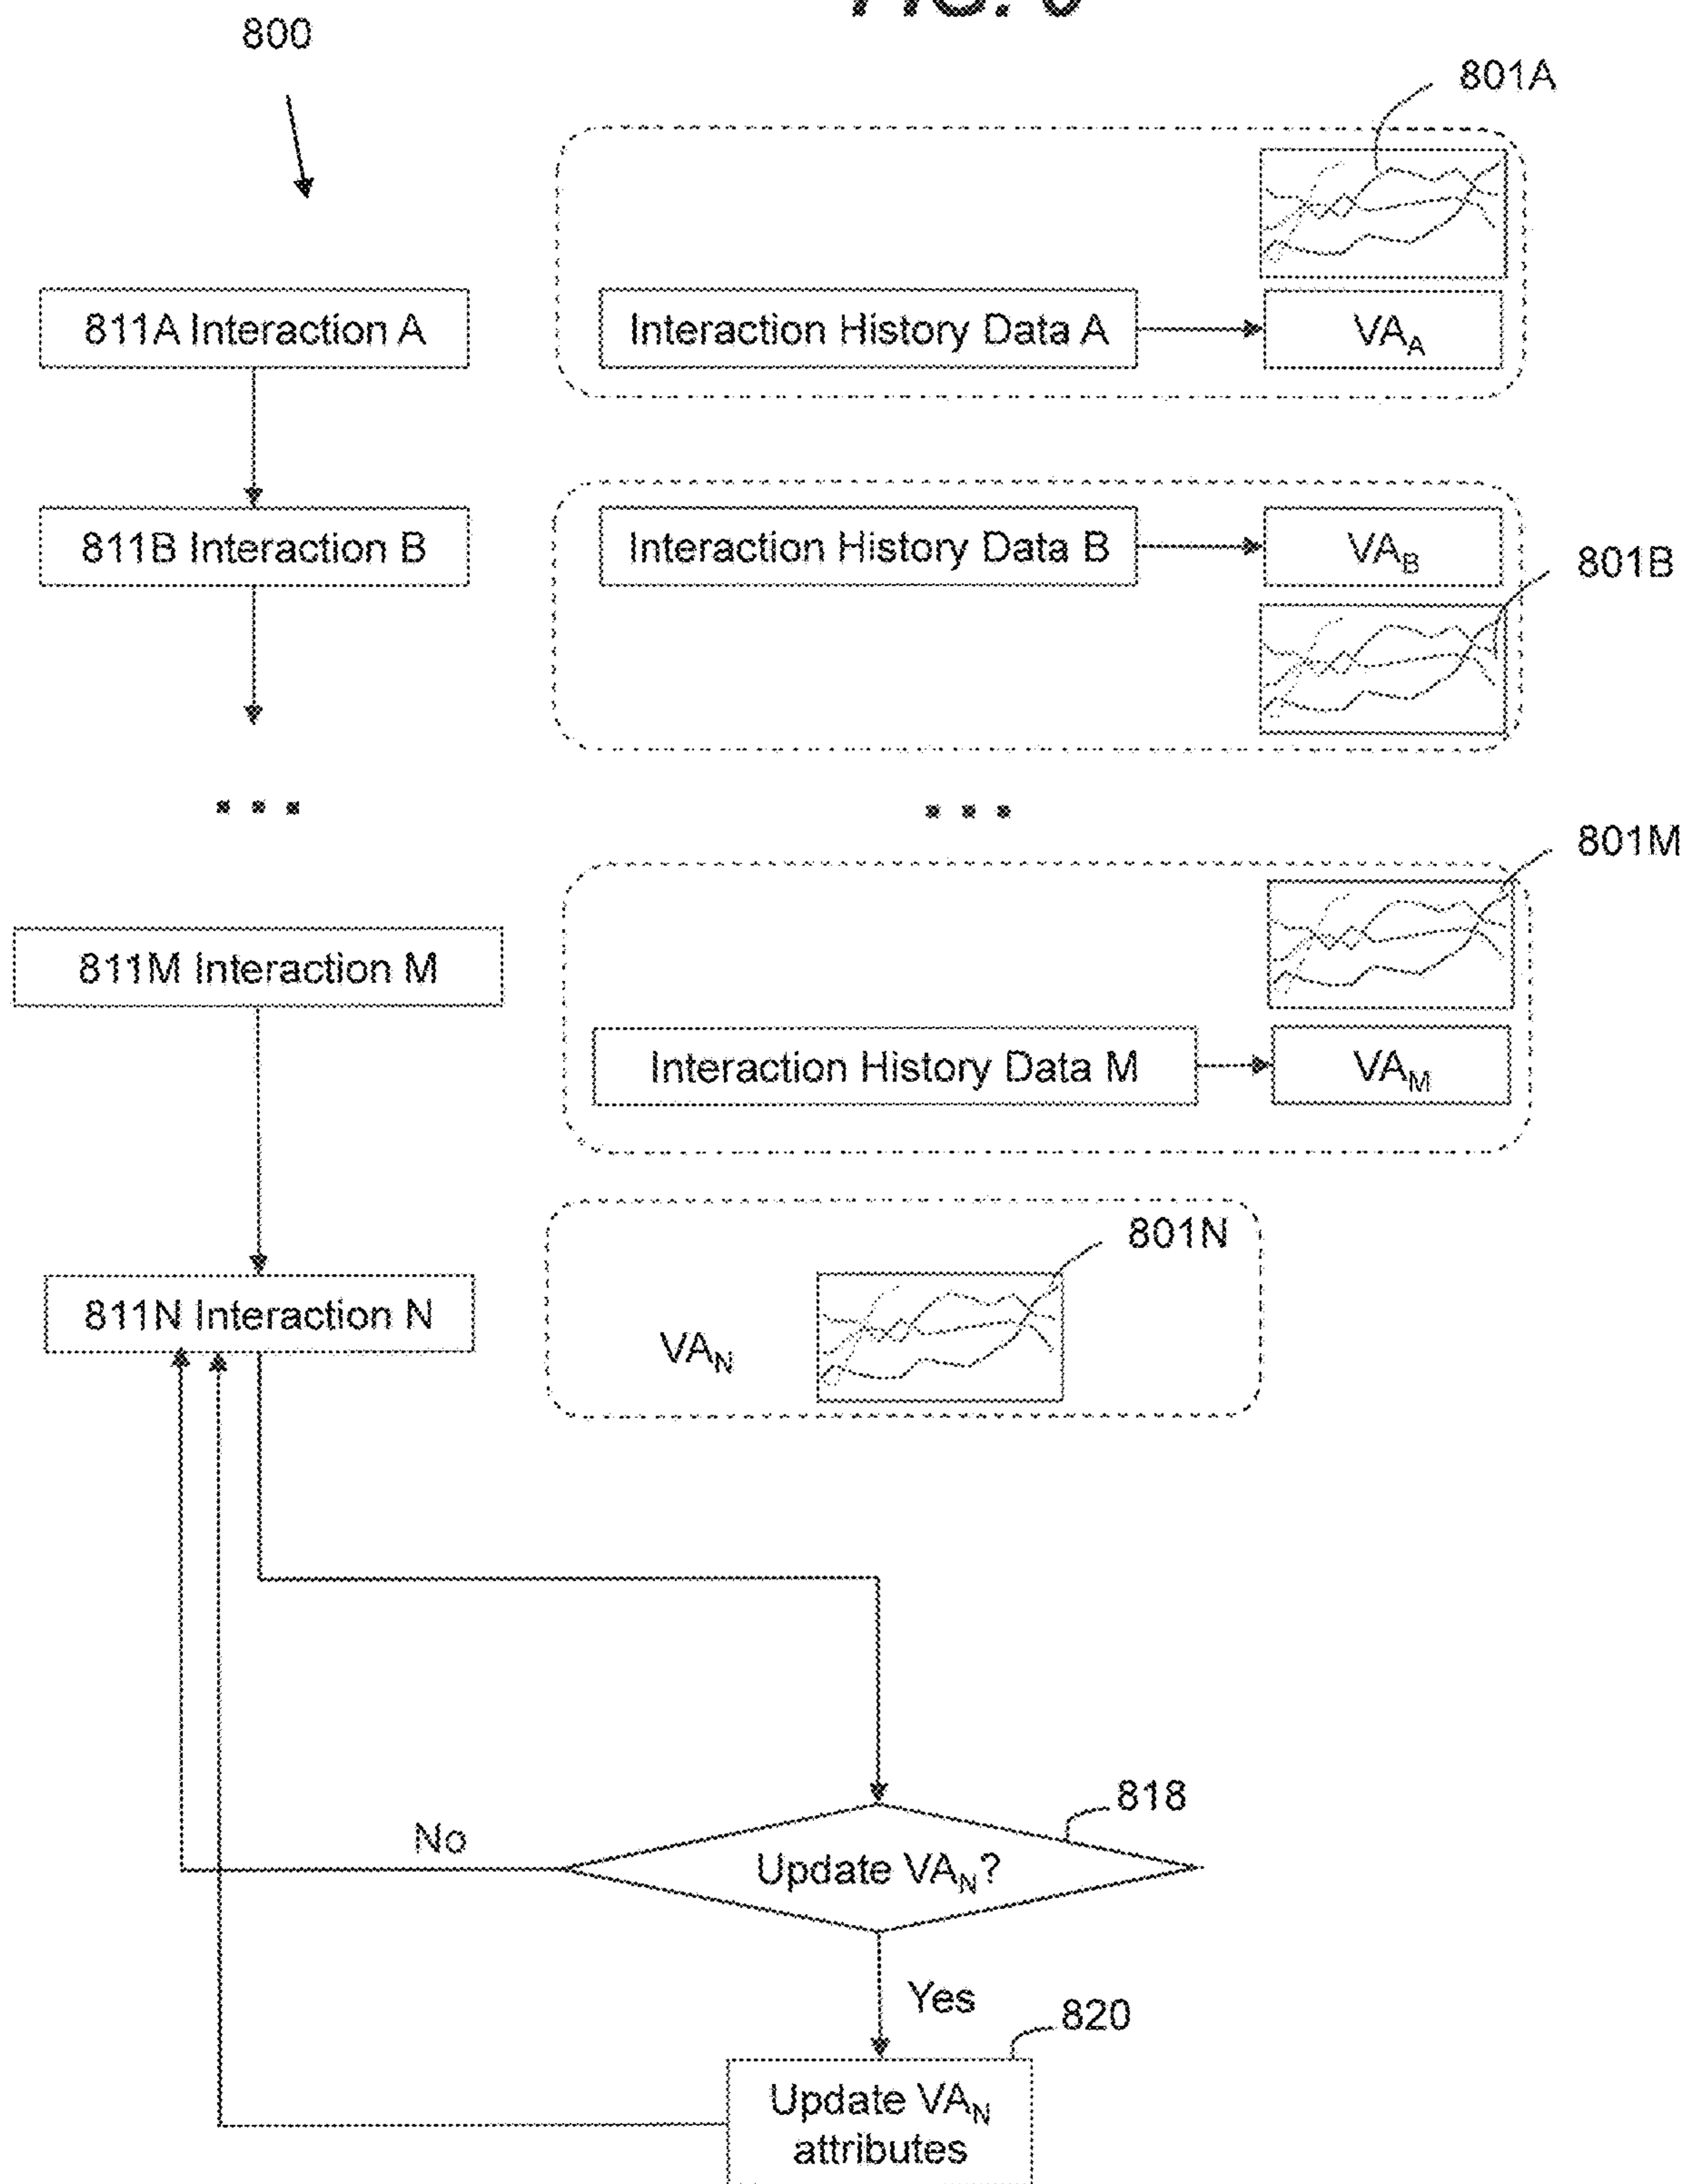 800
801A
811A Interaction A
Interaction History Data A
VA_A
811B Interaction B
Interaction History Data B
VA_B
801B
...
...
801M
811M Interaction M
Interaction History Data M
VA_M
801N
811N Interaction N
VA_N
818
No
Update VA_N?
Yes
820
Update VA_N
attributes